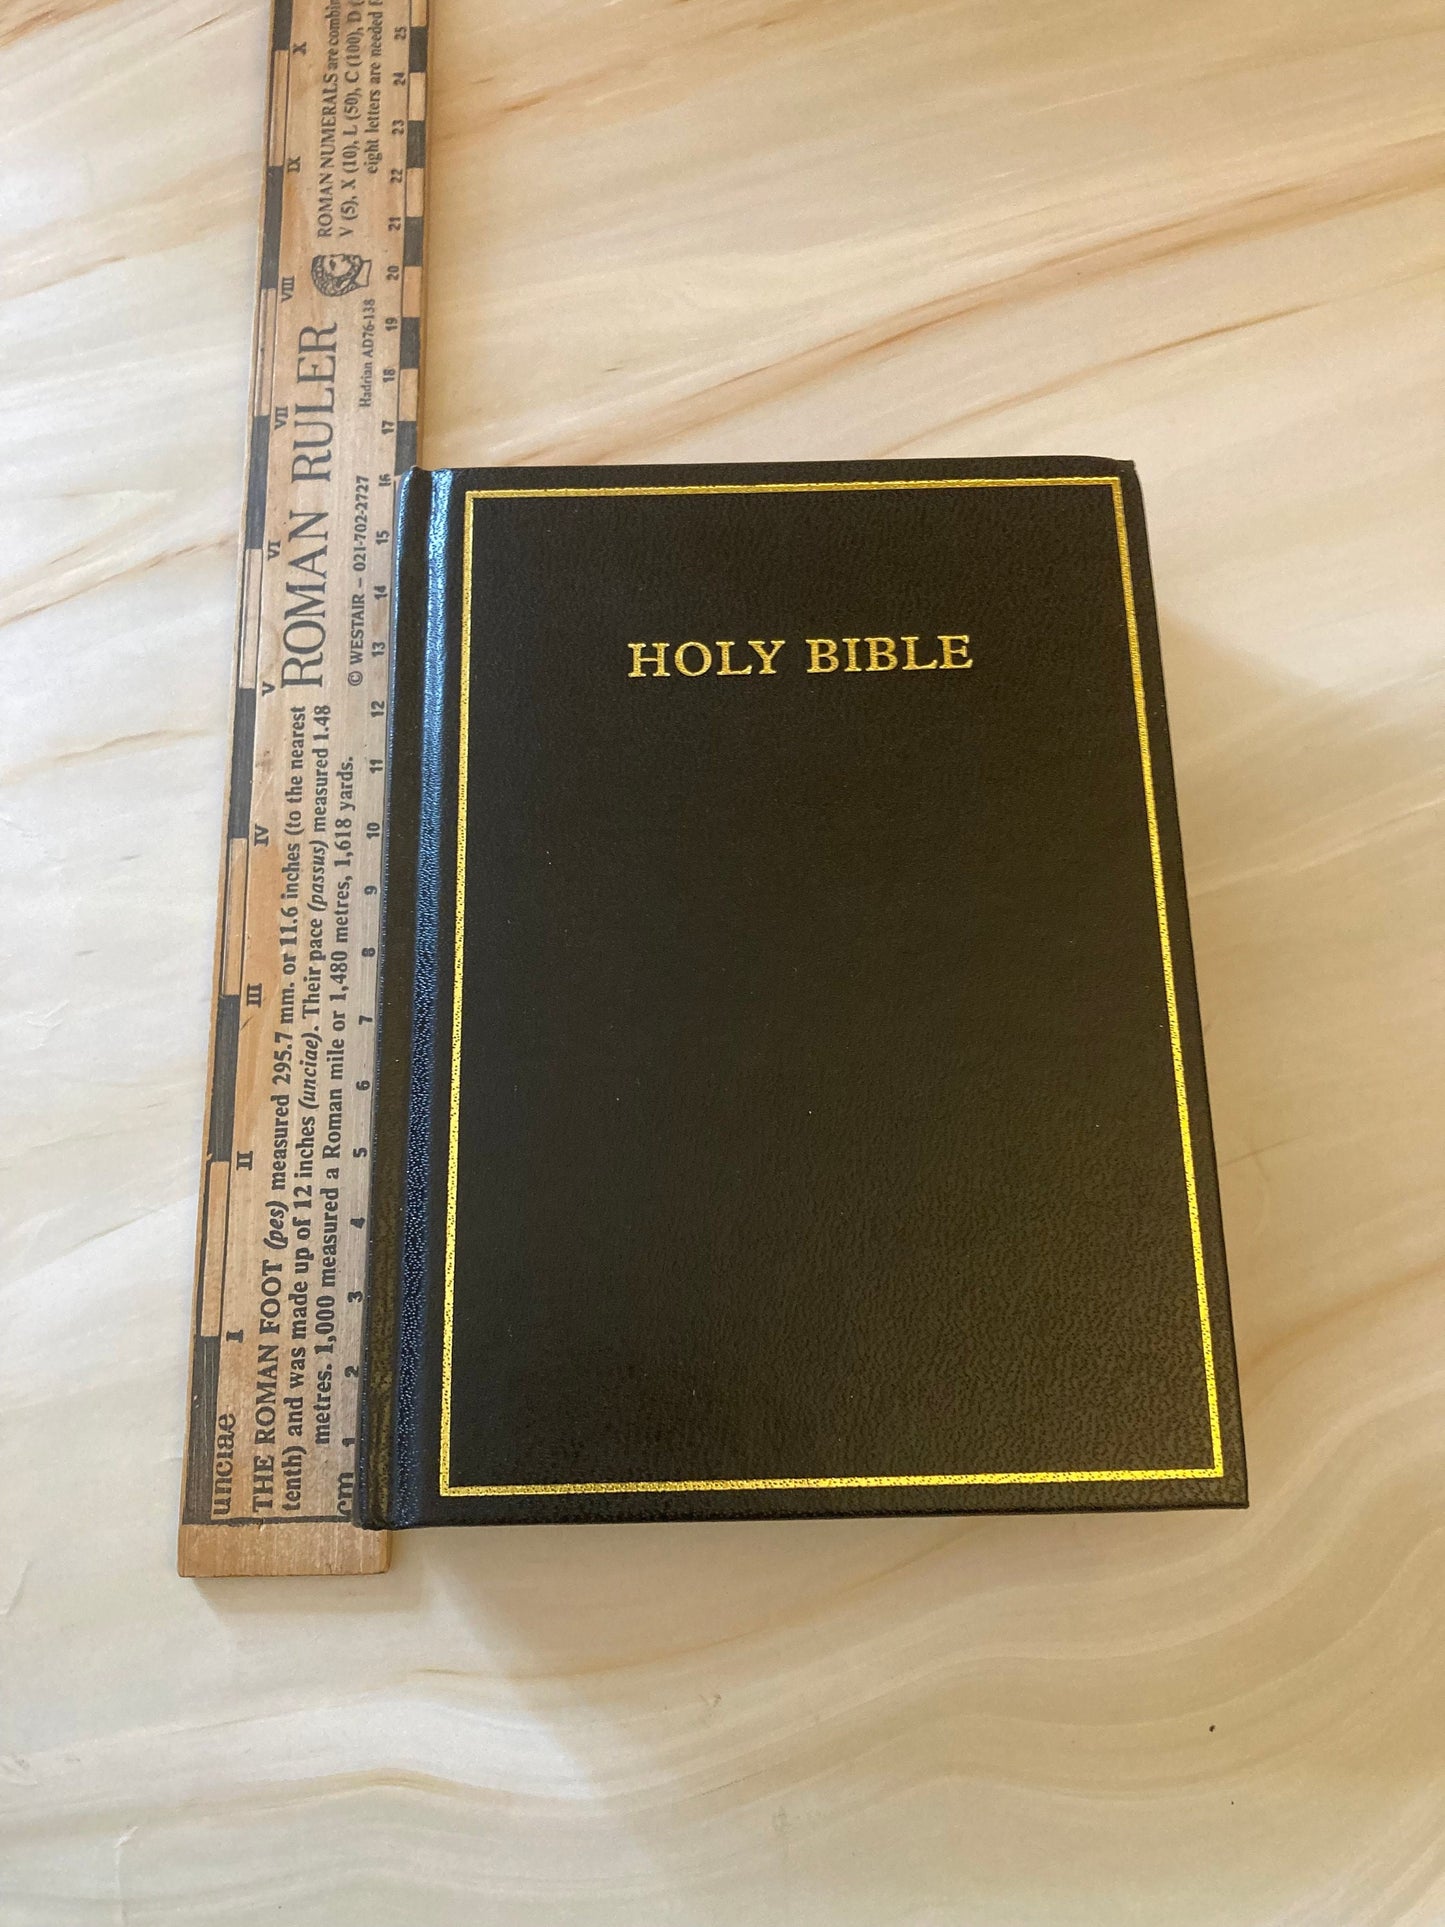 HOLY BIBLE
unciae
I
II
III
IV
V
VI
VII
VIII
IX
X
THE ROMAN FOOT (pes) measured 295.7 mm. or 11.6 inches (to the nearest
tenth) and was made up of 12 inches (unciae). Their pace (passus) measured 1.48
metres. 1,000 measured a Roman mile or 1,480 metres, 1,618 yards.
ROMAN RULER
© WESTAIR – 021-702-2727
Hadrian AD76-138
ROMAN NUMERALS are
V (5), X (10), L (50), C (100), D
eight letters are needed
cm 1 2 3 4 5 6 7 8 9 10 11 12 13 14 15 16 17 18 19 20 21 22 23 24 25